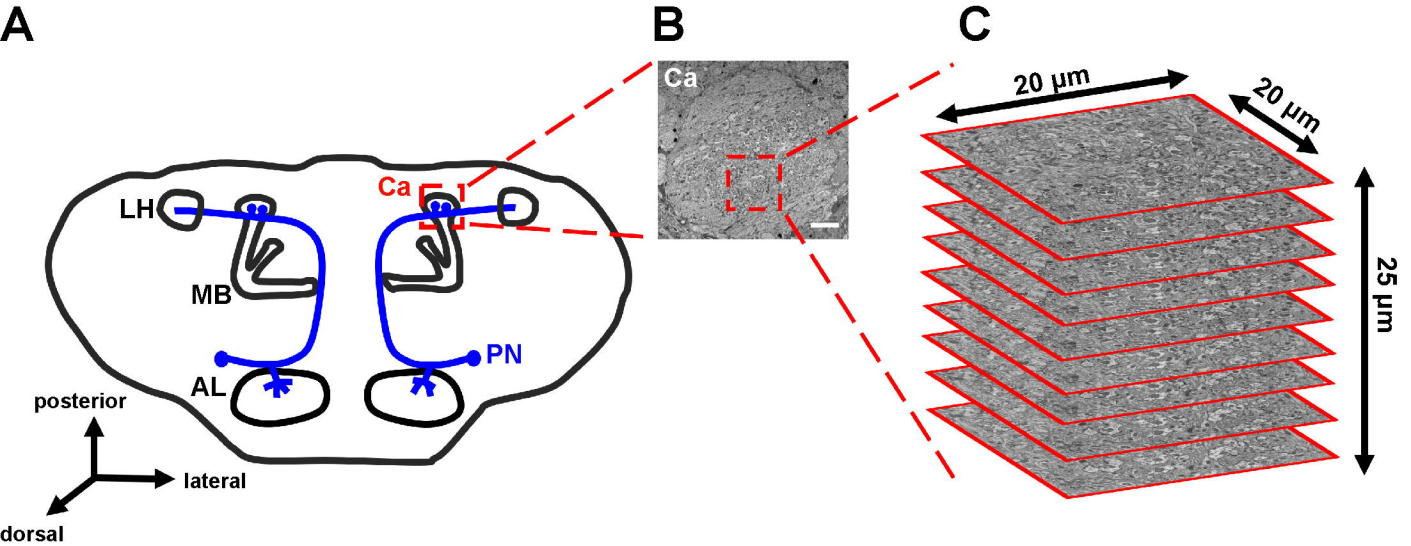 A
B
C
Ca
20 µm
20 µm
Ca
LH
MB
PN
AL
25 µm
posterior
lateral
dorsal